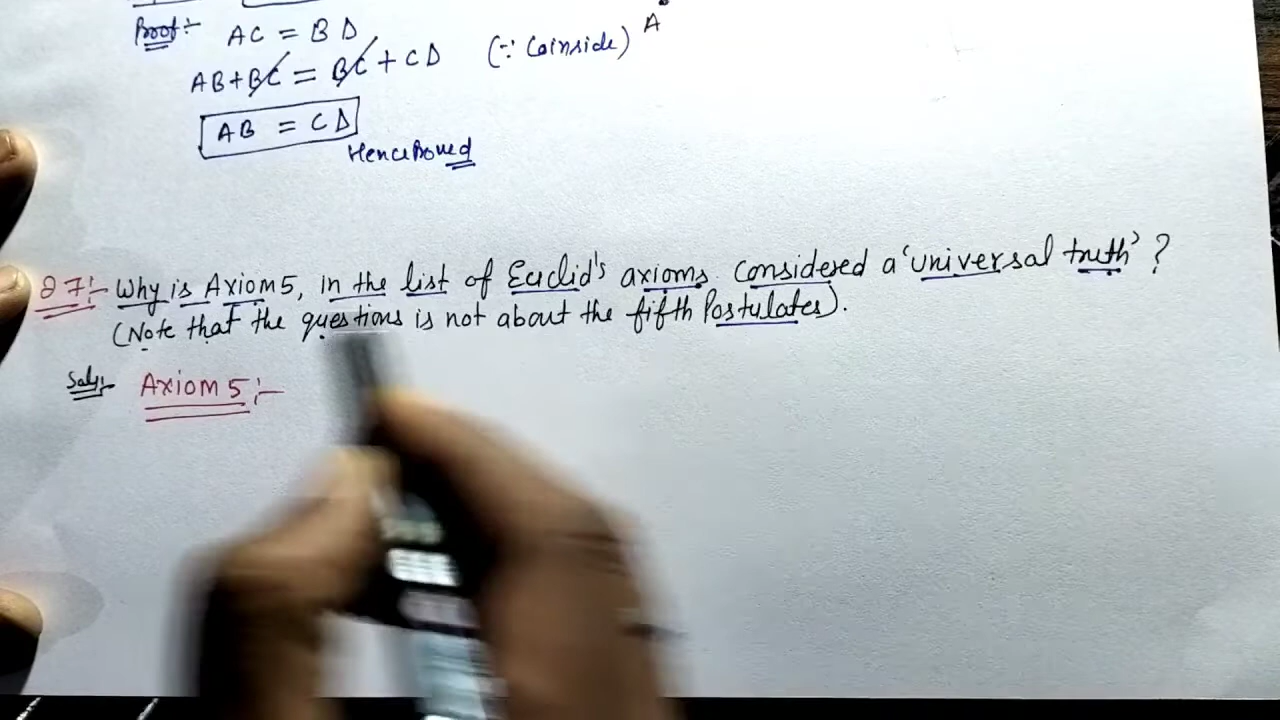 Proof:- AC = BD
AB+BC = BC + CD (∵ Coinside) A
AB = CD
Hence Proved
Q7:- Why is Axiom 5, in the list of Euclid's axioms considered a 'universal truth' ?
(Note that the questions is not about the fifth Postulates).
Sol:- Axiom 5:-